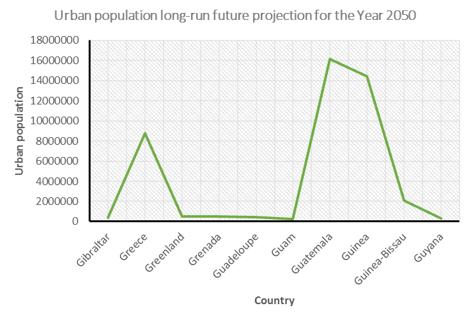 Urban population long-run future projection for the Year 2050
18000000
16000000
14000000
12000000
10000000
8000000
6000000
4000000
2000000
0
Urban population
Gibraltar
Greece
Greenland
Grenada
Guadeloupe
Guam
Guatemala
Guinea
Guinea-Bissau
Guyana
Country